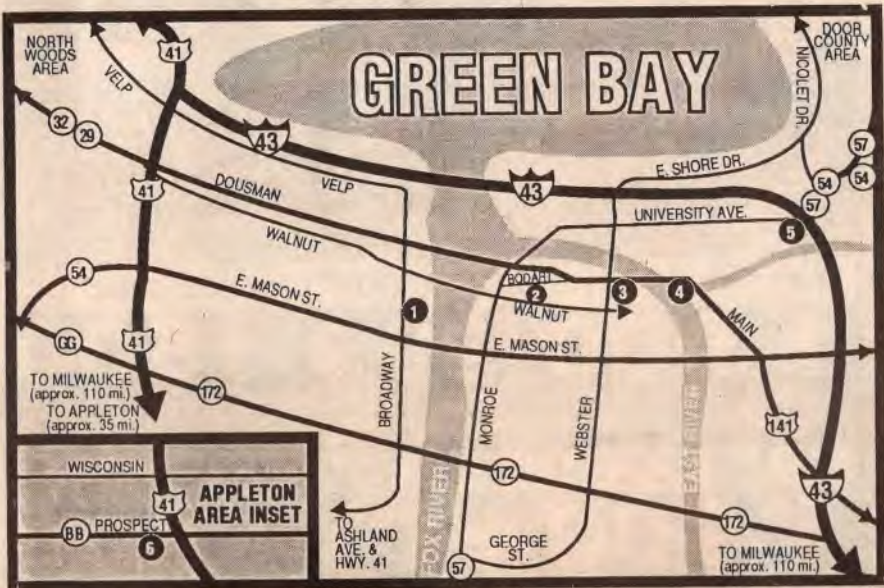 NORTH
WOODS
AREA
VELP
41
GREEN BAY
NICOLET DR.
DOOR
COUNTY
AREA
32
29
43
57
54
54
57
E. SHORE DR.
VELP
43
41
DOUSMAN
UNIVERSITY AVE.
5
WALNUT
54
E. MASON ST.
BODART
1
2
3
4
WALNUT
MAIN
41
E. MASON ST.
GG
TO MILWAUKEE
(approx. 110 mi.)
TO APPLETON
(approx. 35 mi.)
172
BROADWAY
MONROE
WEBSTER
EAST RIVER
141
WISCONSIN
41
APPLETON
AREA INSET
172
43
BB
PROSPECT
6
TO
ASHLAND
AVE. &
HWY. 41
FOX RIVER
GEORGE
ST.
57
172
TO MILWAUKEE
(approx. 110 mi.)